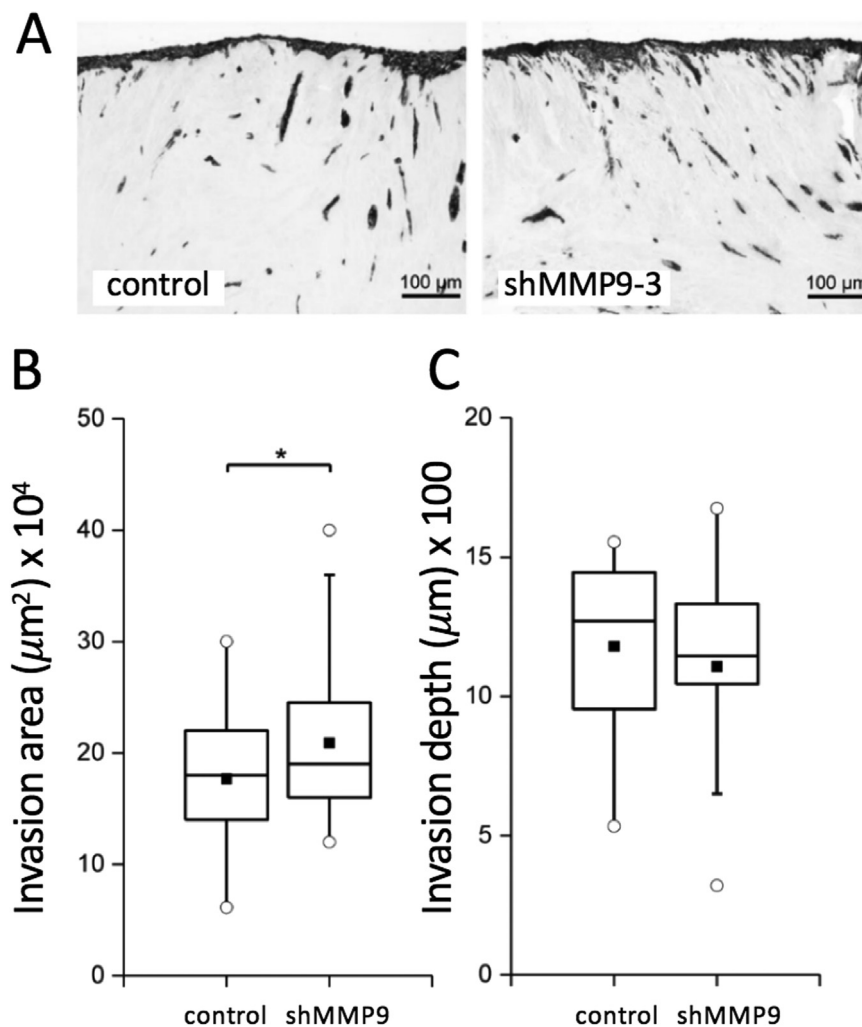 A
control
100 μm
shMMP9-3
100 μm
B
C
Invasion area (μm²) x 10⁴
50
40
30
20
10
0
*
control
shMMP9
Invasion depth (μm) x 100
20
15
10
5
0
control
shMMP9